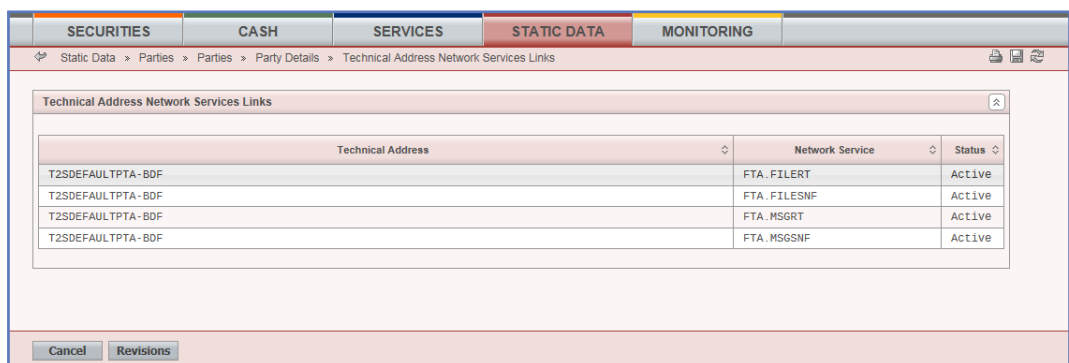 SECURITIES CASH SERVICES STATIC DATA MONITORING
Static Data » Parties » Parties » Party Details » Technical Address Network Services Links
Technical Address Network Services Links
Technical Address Network Service Status
T2SDEFAULTPTA-BDF FTA.FILERT Active
T2SDEFAULTPTA-BDF FTA.FILESNF Active
T2SDEFAULTPTA-BDF FTA.MSGRT Active
T2SDEFAULTPTA-BDF FTA.MSGSNF Active
Cancel Revisions